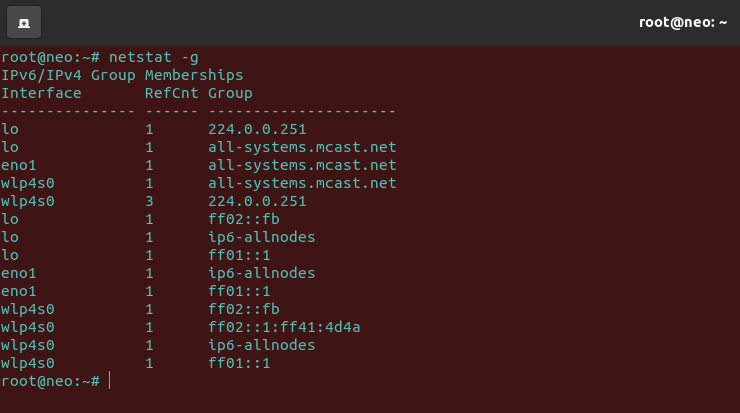 root@neo: ~
root@neo:~# netstat -g
IPv6/IPv4 Group Memberships
Interface       RefCnt Group
--------------- ------ ---------------------
lo              1      224.0.0.251
lo              1      all-systems.mcast.net
eno1            1      all-systems.mcast.net
wlp4s0          1      all-systems.mcast.net
wlp4s0          3      224.0.0.251
lo              1      ff02::fb
lo              1      ip6-allnodes
lo              1      ff01::1
eno1            1      ip6-allnodes
eno1            1      ff01::1
wlp4s0          1      ff02::fb
wlp4s0          1      ff02::1:ff41:4d4a
wlp4s0          1      ip6-allnodes
wlp4s0          1      ff01::1
root@neo:~#